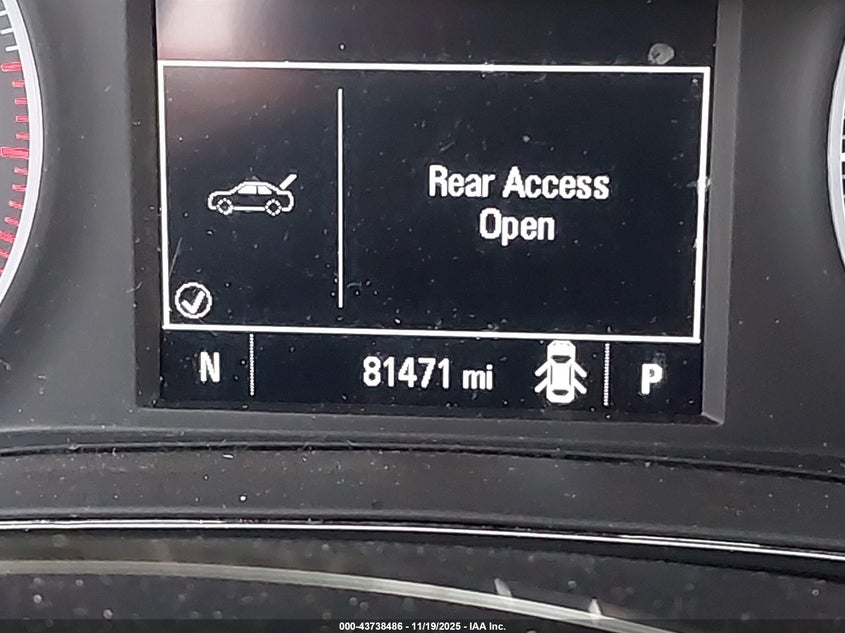 Rear Access
Open
N
81471 mi
P
000-43738486 - 11/19/2025 - IAA Inc.